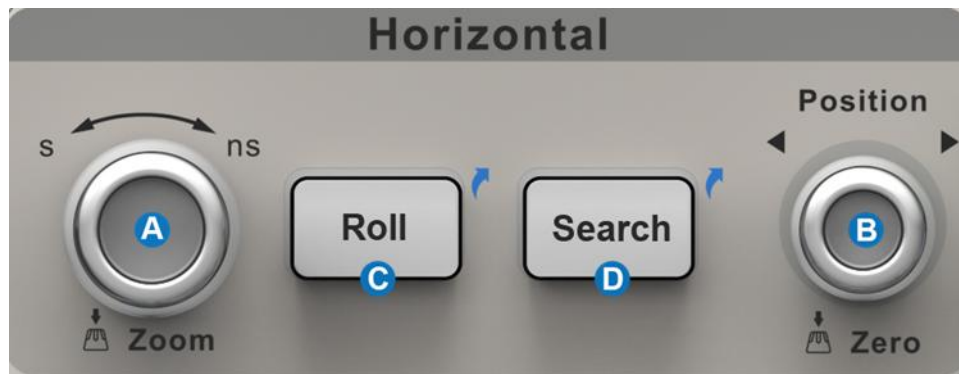 Horizontal
Position
s
ns
A
Roll
Search
B
C
D
Zoom
Zero